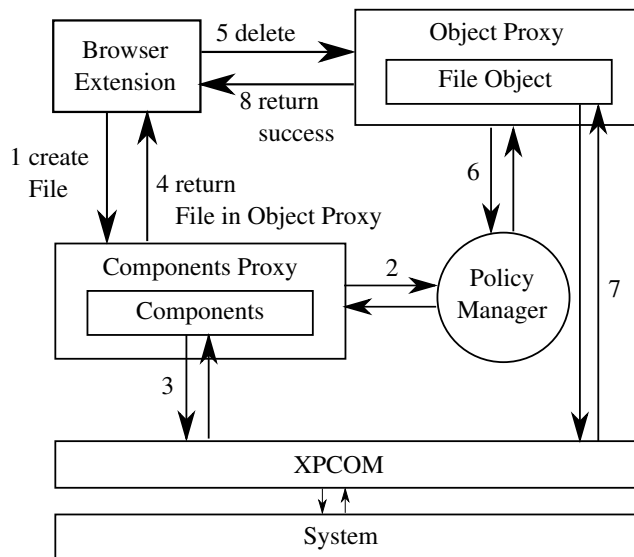 Browser
Extension
5 delete
8 return
success
Object Proxy
File Object
1 create
File
4 return
File in Object Proxy
6
Components Proxy
Components
2
Policy
Manager
7
3
XPCOM
System